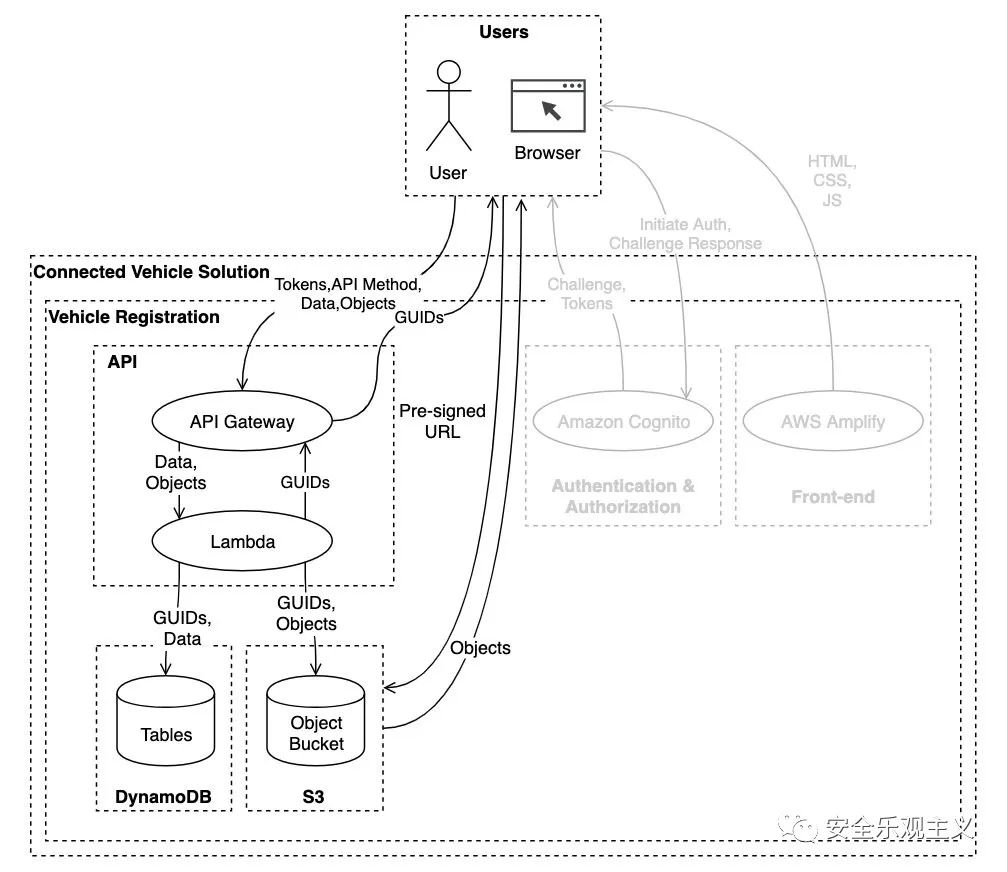 Users
User
Browser
HTML,
CSS,
JS
Initiate Auth,
Challenge Response
Connected Vehicle Solution
Tokens,API Method,
Data,Objects
Challenge,
Tokens
Vehicle Registration
GUIDs
API
API Gateway
Pre-signed
URL
Amazon Cognito
AWS Amplify
Data,
Objects
GUIDs
Authentication &
Authorization
Front-end
Lambda
GUIDs,
Data
GUIDs,
Objects
Objects
Tables
Object
Bucket
DynamoDB
S3
安全乐观主义